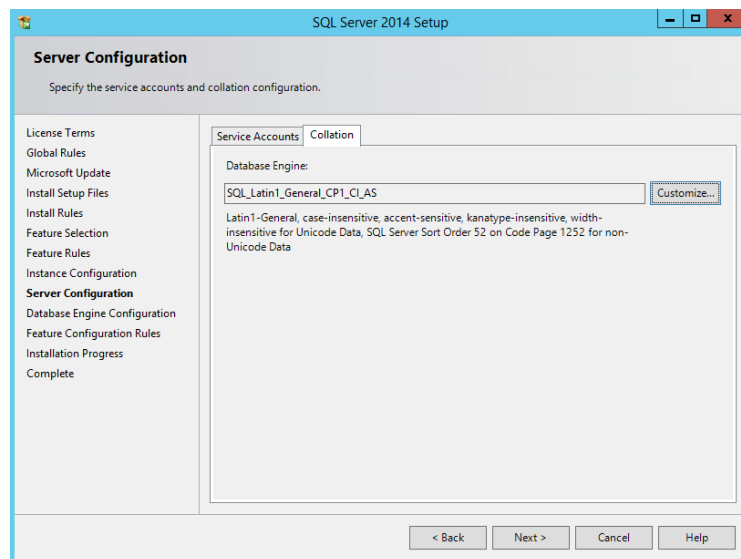 SQL Server 2014 Setup
Server Configuration
Specify the service accounts and collation configuration.
License Terms
Global Rules
Microsoft Update
Install Setup Files
Install Rules
Feature Selection
Feature Rules
Instance Configuration
Server Configuration
Database Engine Configuration
Feature Configuration Rules
Installation Progress
Complete
Service Accounts
Collation
Database Engine:
SQL_Latin1_General_CP1_CI_AS
Customize...
Latin1-General, case-insensitive, accent-sensitive, kanatype-insensitive, width-
insensitive for Unicode Data, SQL Server Sort Order 52 on Code Page 1252 for non-
Unicode Data
< Back
Next >
Cancel
Help